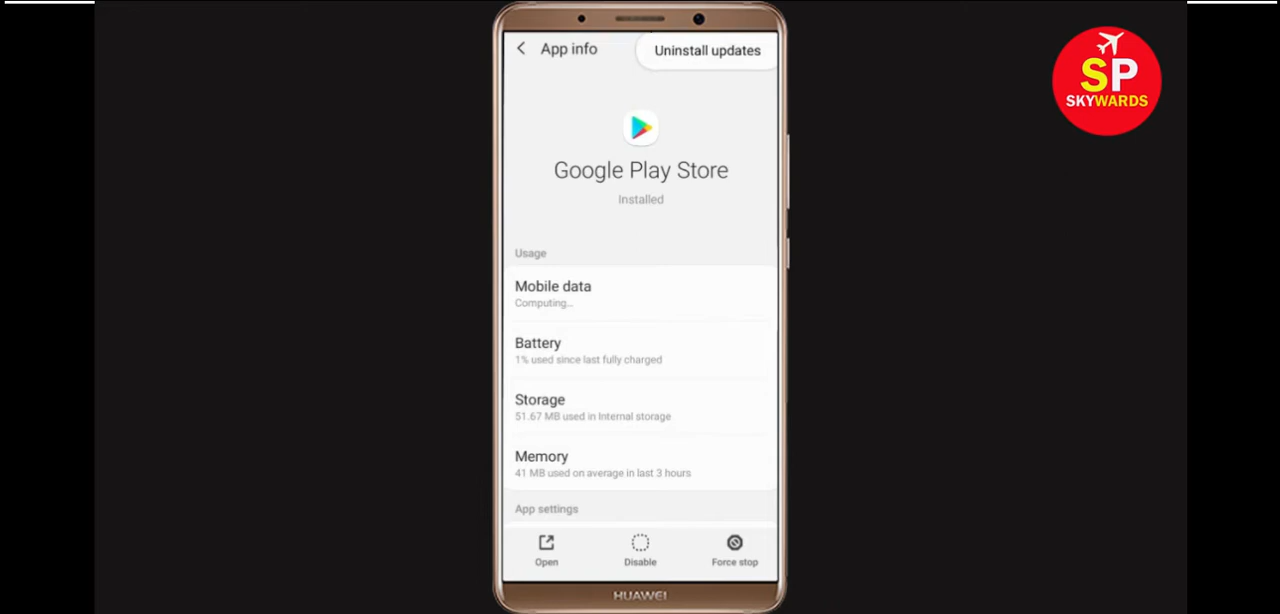 App info
Uninstall updates
SP
SKYWARDS
Google Play Store
Installed
Usage
Mobile data
Computing...
Battery
1% used since last fully charged
Storage
51.67 MB used in Internal storage
Memory
41 MB used on average in last 3 hours
App settings
Open
Disable
Force stop
HUAWEI